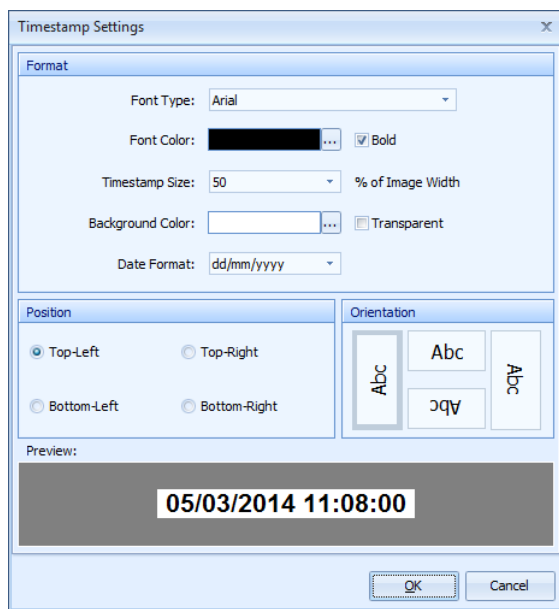 Timestamp Settings x
Format
Font Type: Arial
Font Color: ... Bold
Timestamp Size: 50 % of Image Width
Background Color: ... Transparent
Date Format: dd/mm/yyyy
Position
Top-Left Top-Right
Bottom-Left Bottom-Right
Orientation
Abc
Abc
Abc
Abc
Preview:
05/03/2014 11:08:00
OK Cancel